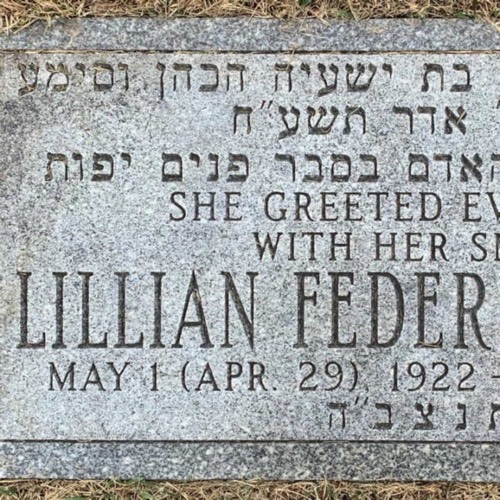 בת ישעיה הכהן וסימע
אדר תשע"ח
האדם בסבר פנים יפות
SHE GREETED EV
WITH HER S
LILLIAN FEDER
MAY 1 (APR. 29), 1922 -
תנצב"ה